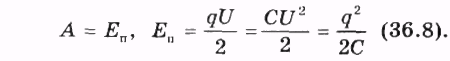 A = Eп, Eп = qU/2 = CU²/2 = q²/2C (36.8).